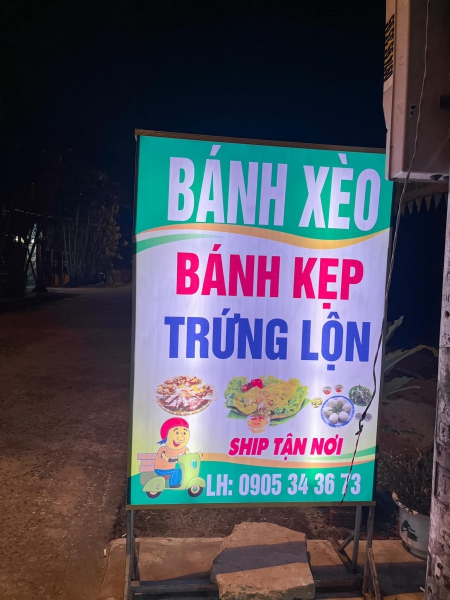 BÁNH XÈO
BÁNH KẸP
TRỨNG LỘN
SHIP TẬN NƠI
LH: 0905 34 36 73